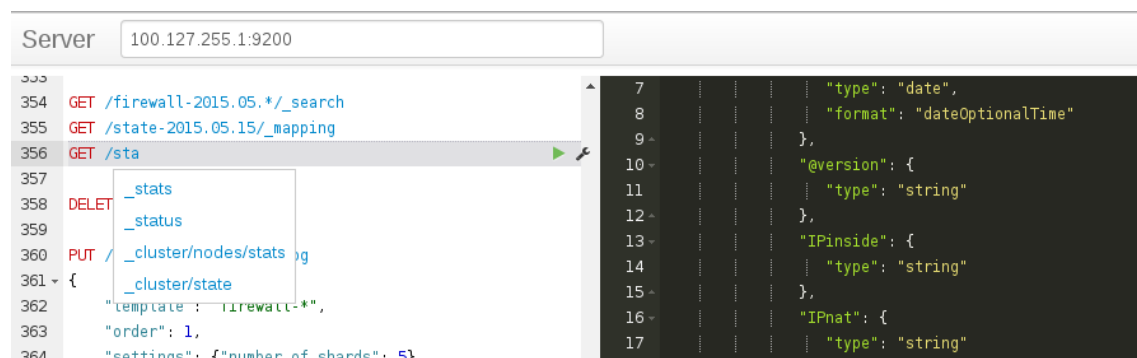 Server 100.127.255.1:9200
353
354 GET /firewall-2015.05.*/_search
355 GET /state-2015.05.15/_mapping
356 GET /sta
357
358 DELET
359
360 PUT /
361 {
362 "template": "firewall-*",
363 "order": 1,
364 "settings": {"number_of_shards": 5}
_stats
_status
_cluster/nodes/stats
_cluster/state
7 "type": "date",
8 "format": "dateOptionalTime"
9 },
10 "@version": {
11 "type": "string"
12 },
13 "IPinside": {
14 "type": "string"
15 },
16 "IPnat": {
17 "type": "string"